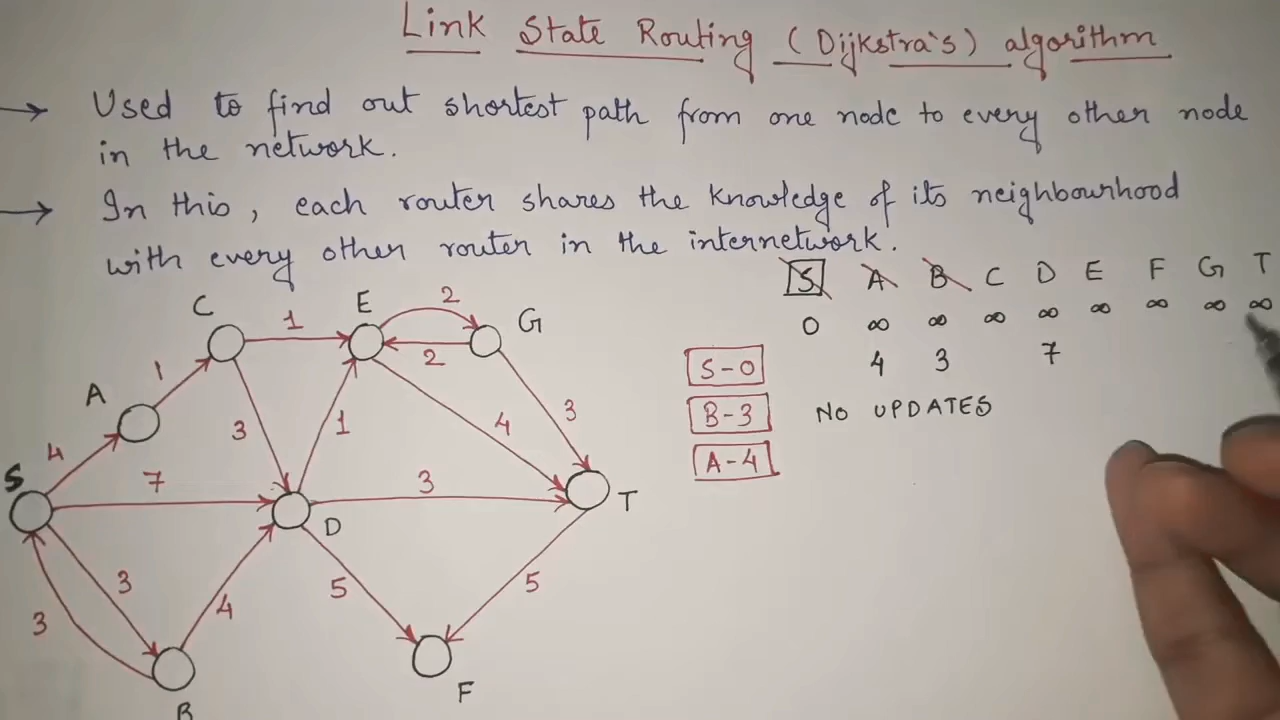 Link State Routing (Dijkstra's) algorithm
→ Used to find out shortest path from one node to every other node
in the network.
→ In this, each router shares the knowledge of its neighbourhood
with every other router in the internetwork.
S A B C D E F G T
0 ∞ ∞ ∞ ∞ ∞ ∞ ∞ ∞
4 3 7
S-0
B-3 NO UPDATES
A-4
C 1 E 2 G
2
A 1
4 3 1 4 3
S 7 3 T
D
3 4 5 5
3
B F